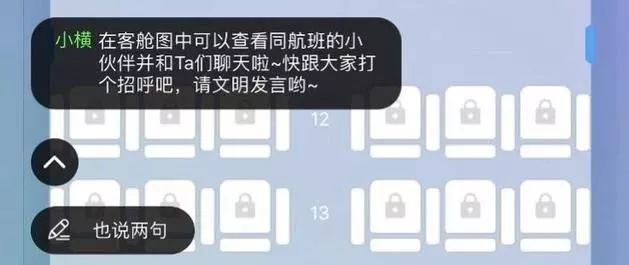 小横 在客舱图中可以查看同航班的小
伙伴并和Ta们聊天啦~快跟大家打
个招呼吧，请文明发言哟~
12
13
也说两句